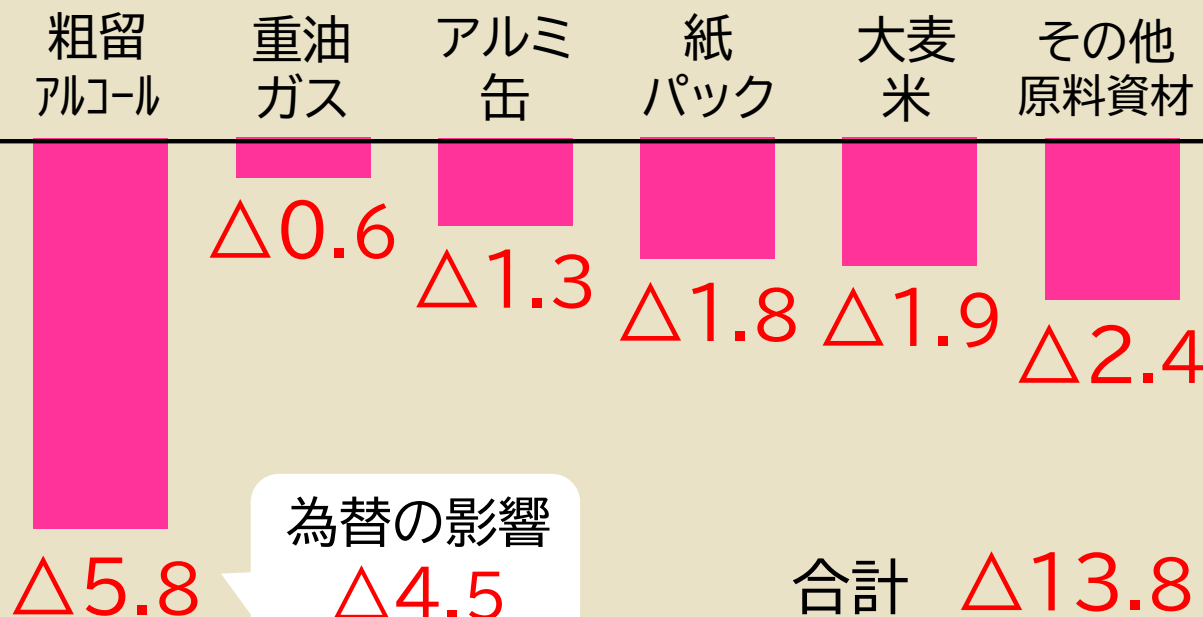 粗留
アルコール
重油
ガス
アルミ
缶
紙
パック
大麦
米
その他
原料資材
△0.6
△1.3
△1.8
△1.9
△2.4
△5.8
為替の影響
△4.5
合計 △13.8